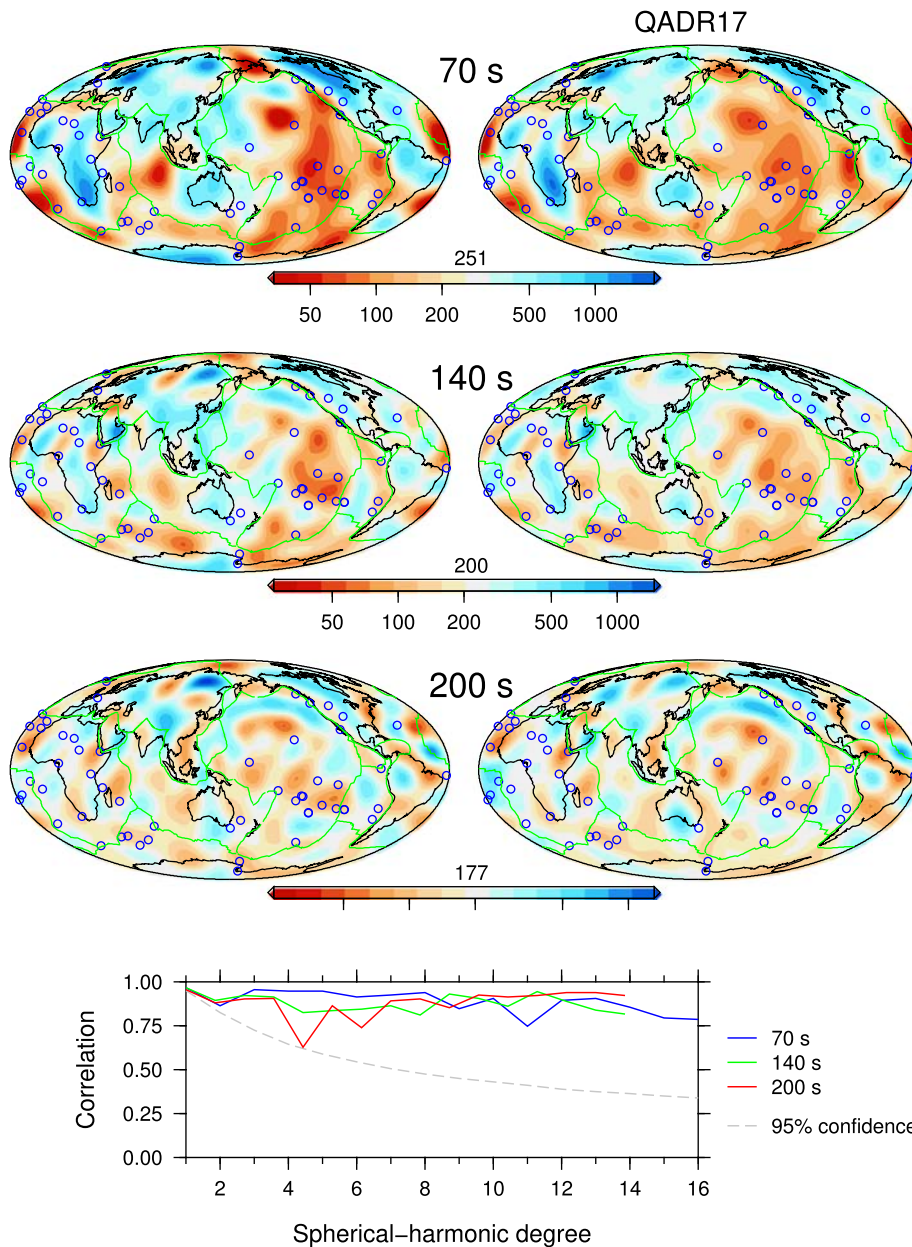 QADR17
70 s
251
50 100 200 500 1000
140 s
200
50 100 200 500 1000
200 s
177
1.00
0.75
0.50
0.25
0.00
Correlation
2 4 6 8 10 12 14 16
Spherical−harmonic degree
70 s
140 s
200 s
95% confidence